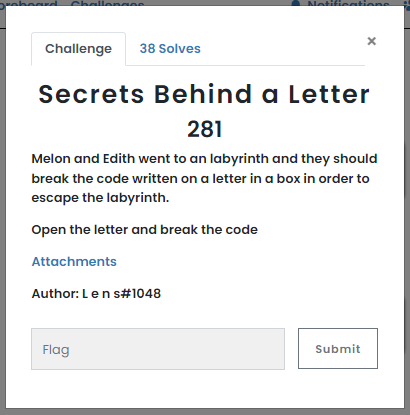 oreboard Challenges Notifications
Challenge
38 Solves
×
Secrets Behind a Letter
281
Melon and Edith went to an labyrinth and they should
break the code written on a letter in a box in order to
escape the labyrinth.
Open the letter and break the code
Attachments
Author: L e n s#1048
Flag
Submit